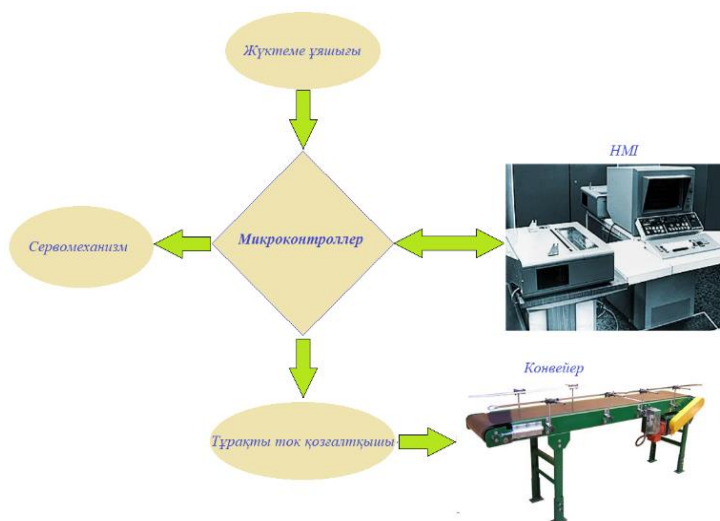 Жүктеме ұяшығы
HMI
Микроконтроллер
Сервомеханизм
Конвейер
Тұрақты ток қозғалтқышы